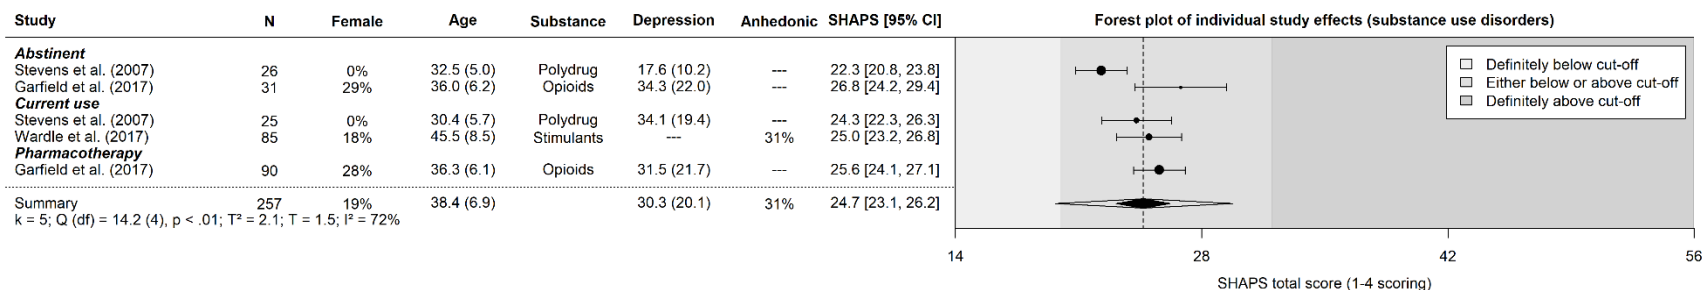 Study N Female Age Substance Depression Anhedonic SHAPS [95% CI] Forest plot of individual study effects (substance use disorders)
Abstinent
Stevens et al. (2007) 26 0% 32.5 (5.0) Polydrug 17.6 (10.2) --- 22.3 [20.8, 23.8]
Garfield et al. (2017) 31 29% 36.0 (6.2) Opioids 34.3 (22.0) --- 26.8 [24.2, 29.4]
Current use
Stevens et al. (2007) 25 0% 30.4 (5.7) Polydrug 34.1 (19.4) --- 24.3 [22.3, 26.3]
Wardle et al. (2017) 85 18% 45.5 (8.5) Stimulants --- 31% 25.0 [23.2, 26.8]
Pharmacotherapy
Garfield et al. (2017) 90 28% 36.3 (6.1) Opioids 31.5 (21.7) --- 25.6 [24.1, 27.1]
Summary 257 19% 38.4 (6.9) 30.3 (20.1) 31% 24.7 [23.1, 26.2]
k = 5; Q (df) = 14.2 (4), p < .01; T² = 2.1; T = 1.5; I² = 72%
Definitely below cut-off
Either below or above cut-off
Definitely above cut-off
14 28 42 56
SHAPS total score (1-4 scoring)